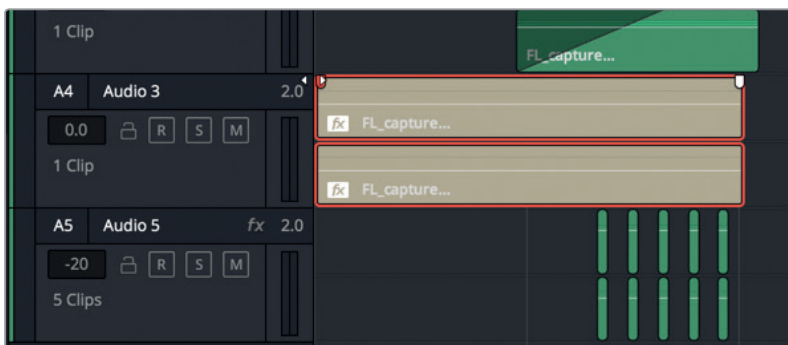 1 Clip
FL_capture...
A4 Audio 3 2.0
fx FL_capture...
0.0 R S M
1 Clip
fx FL_capture...
A5 Audio 5 fx 2.0
-20 R S M
5 Clips